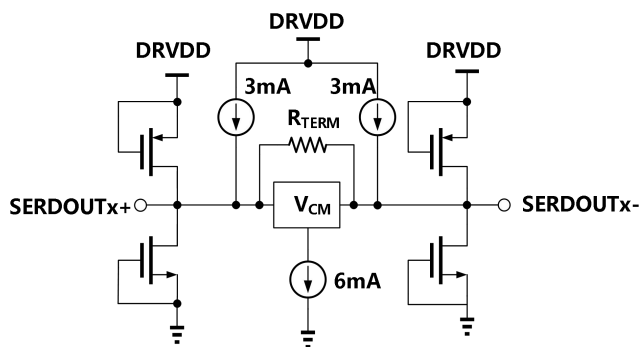 DRVDD
DRVDD
DRVDD
3mA
3mA
RTERM
SERDOUTx+
VCM
SERDOUTx-
6mA